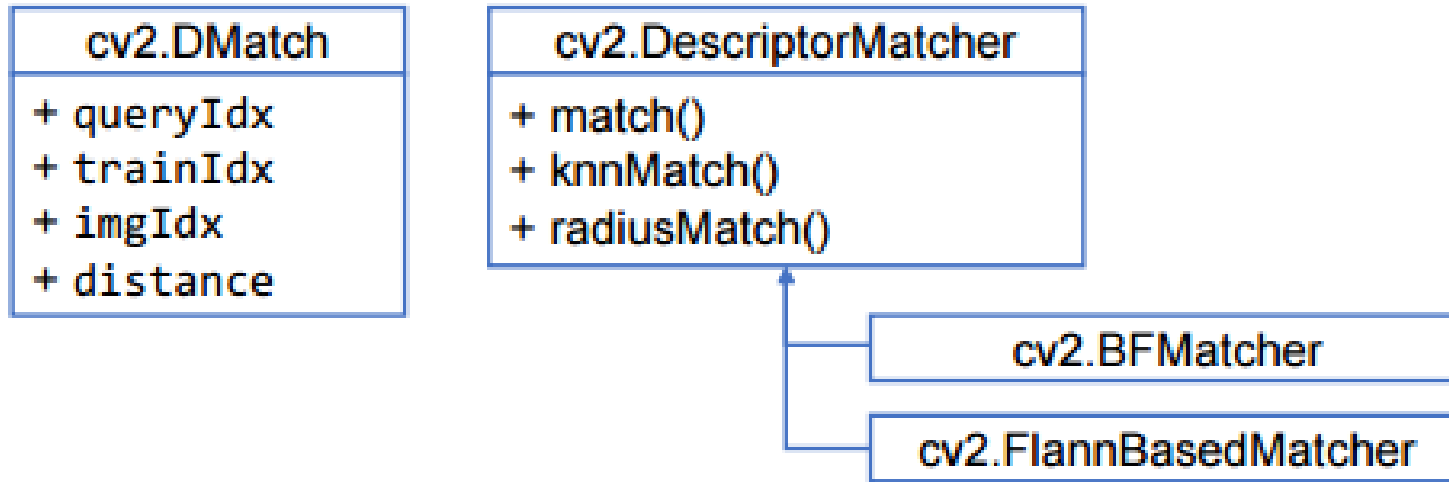 cv2.DMatch
+ queryIdx
+ trainIdx
+ imgIdx
+ distance
cv2.DescriptorMatcher
+ match()
+ knnMatch()
+ radiusMatch()
cv2.BFMatcher
cv2.FlannBasedMatcher